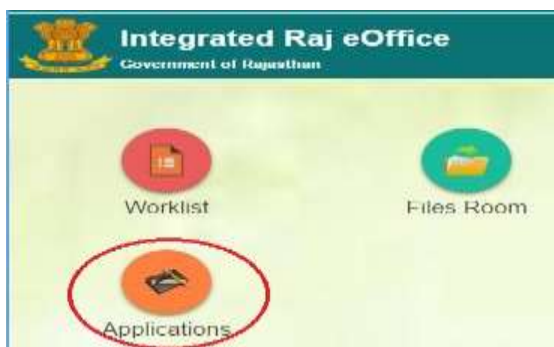 Integrated Raj eOffice
Government of Rajasthan
Worklist
Files Room
Applications